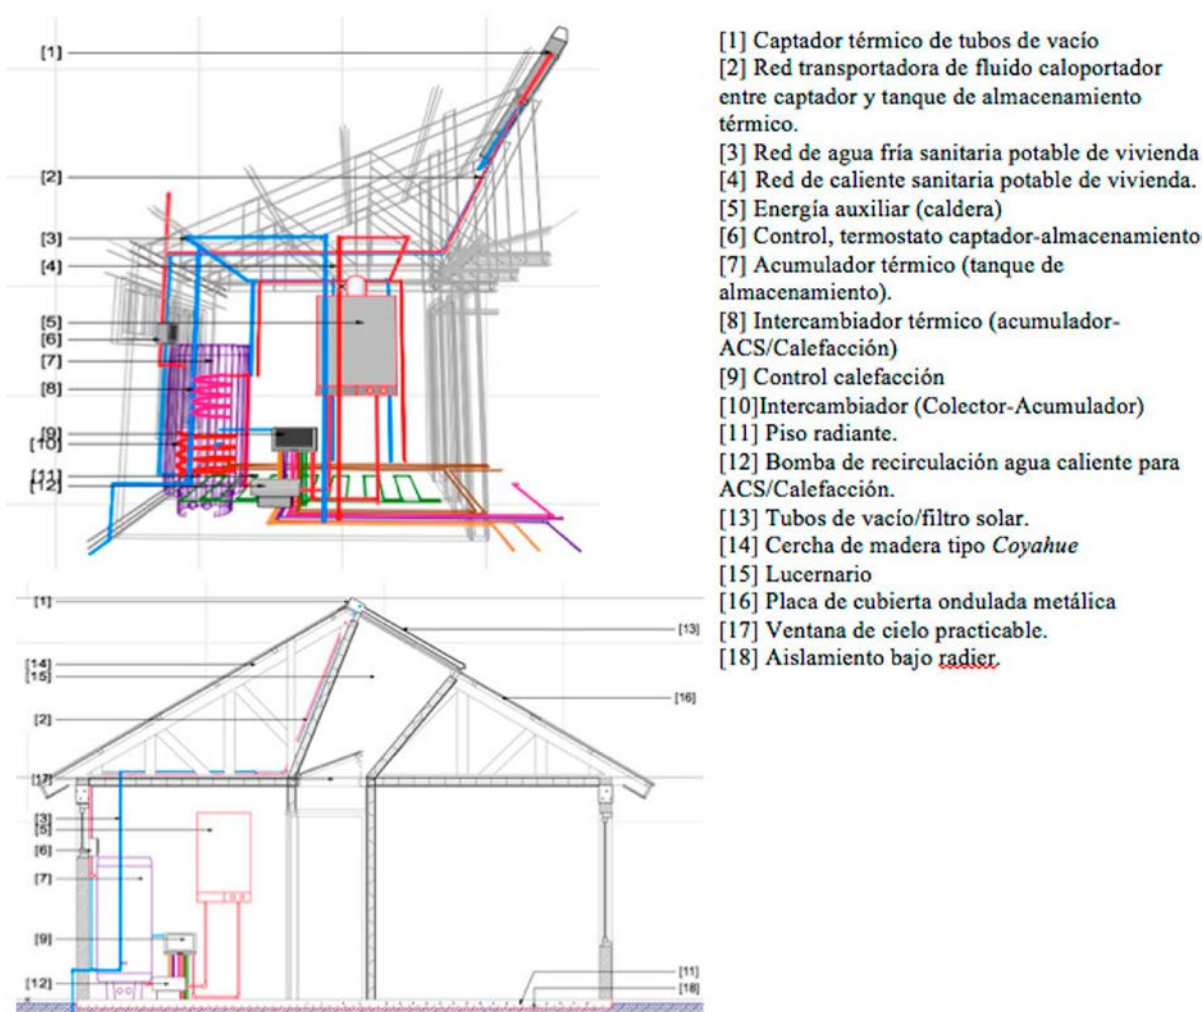 [1]
[2]
[3]
[4]
[5]
[6]
[7]
[8]
[9]
[10]
[11]
[12]
[1] Captador térmico de tubos de vacío
[2] Red transportadora de fluido caloportador
entre captador y tanque de almacenamiento
térmico.
[3] Red de agua fría sanitaria potable de vivienda
[4] Red de caliente sanitaria potable de vivienda.
[5] Energía auxiliar (caldera)
[6] Control, termostato captador-almacenamiento
[7] Acumulador térmico (tanque de
almacenamiento).
[8] Intercambiador térmico (acumulador-
ACS/Calefacción)
[9] Control calefacción
[10]Intercambiador (Colector-Acumulador)
[11] Piso radiante.
[12] Bomba de recirculación agua caliente para
ACS/Calefacción.
[13] Tubos de vacío/filtro solar.
[14] Cercha de madera tipo Coyahue
[15] Lucernario
[16] Placa de cubierta ondulada metálica
[17] Ventana de cielo practicable.
[18] Aislamiento bajo radier.
[1]
[13]
[14]
[15]
[16]
[2]
[17]
[3]
[5]
[6]
[7]
[9]
[11]
[12]
[18]